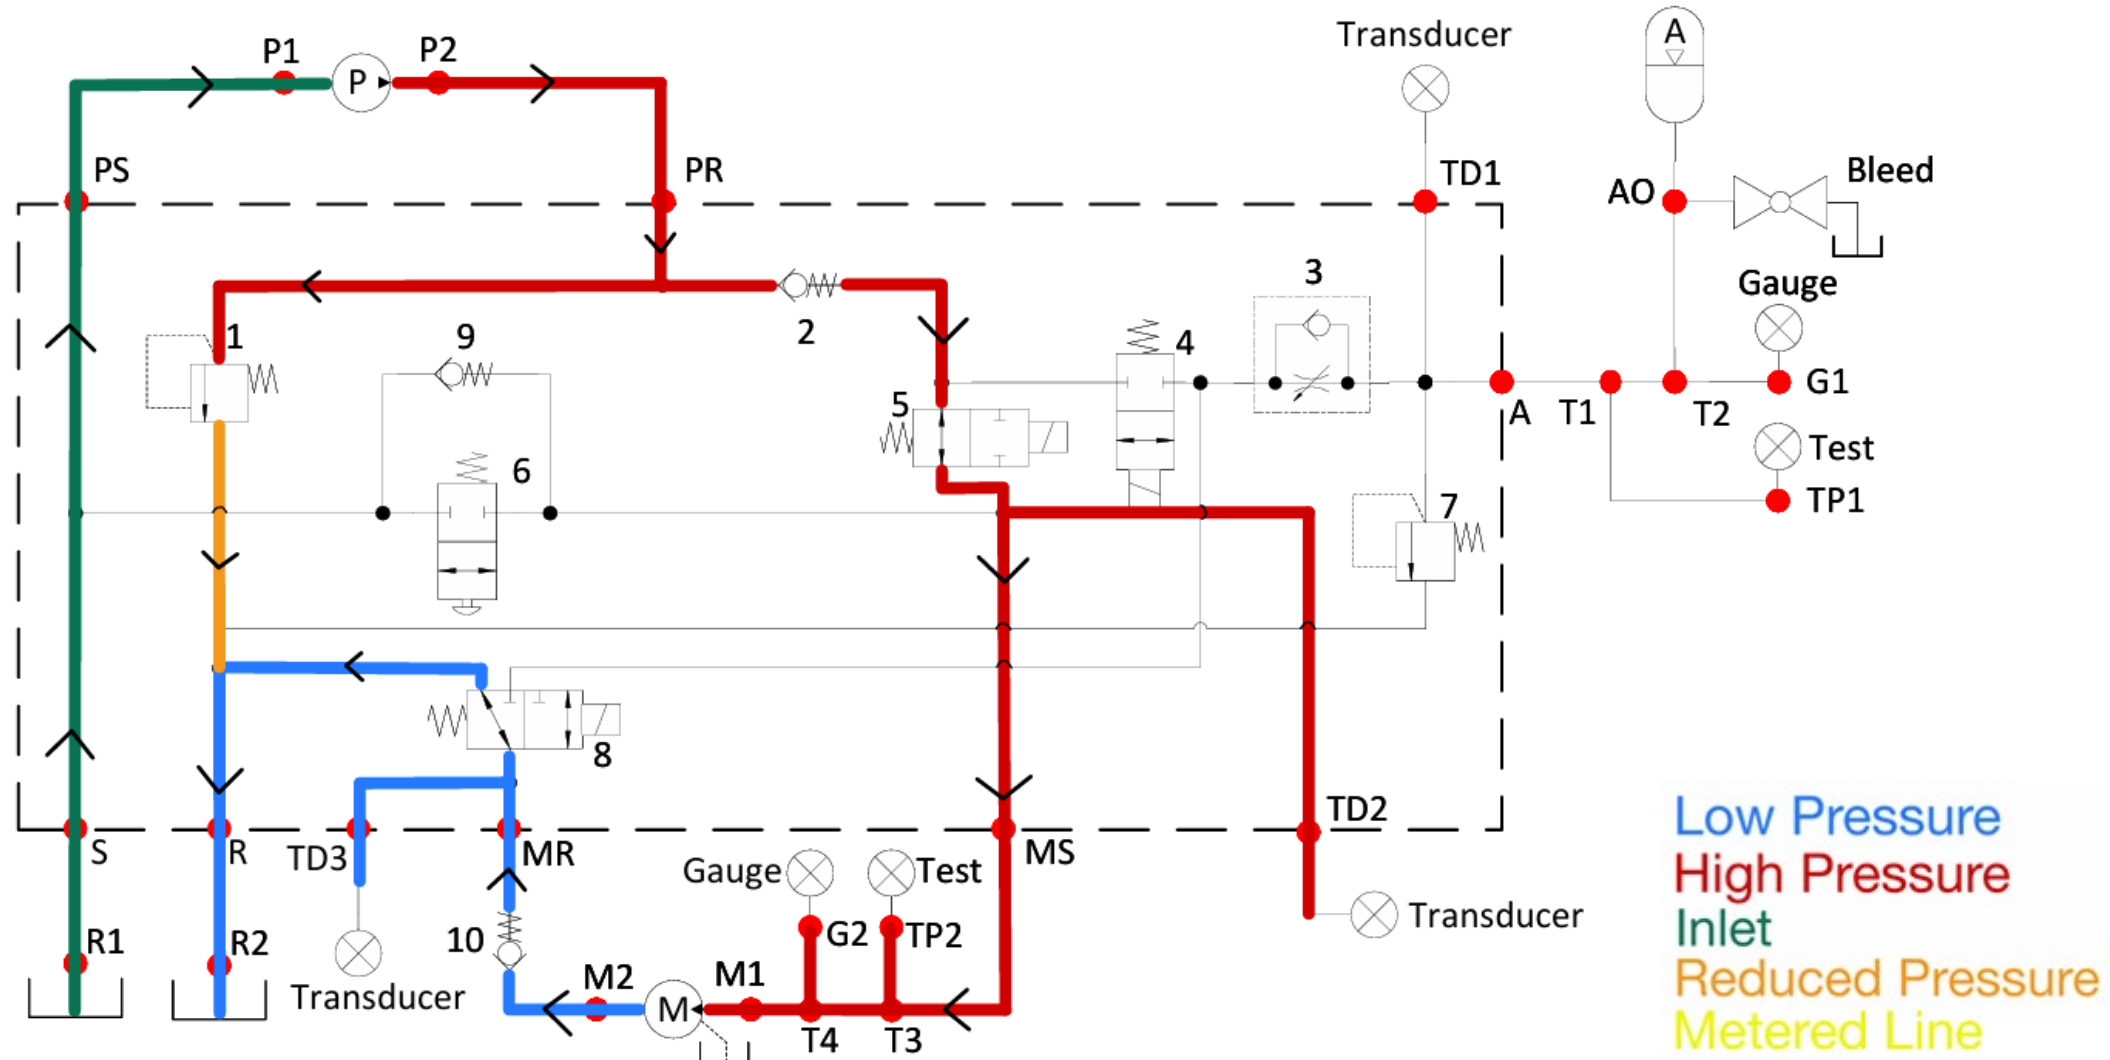 Transducer
A
P1
P
P2
PS
PR
TD1
AO
Bleed
Gauge
1
9
2
3
4
5
6
A
T1
T2
G1
Test
TP1
7
8
S
R
TD3
MR
MS
TD2
Gauge
Test
R1
R2
10
G2
TP2
Transducer
Transducer
M2
M
M1
T4
T3
Low Pressure
High Pressure
Inlet
Reduced Pressure
Metered Line